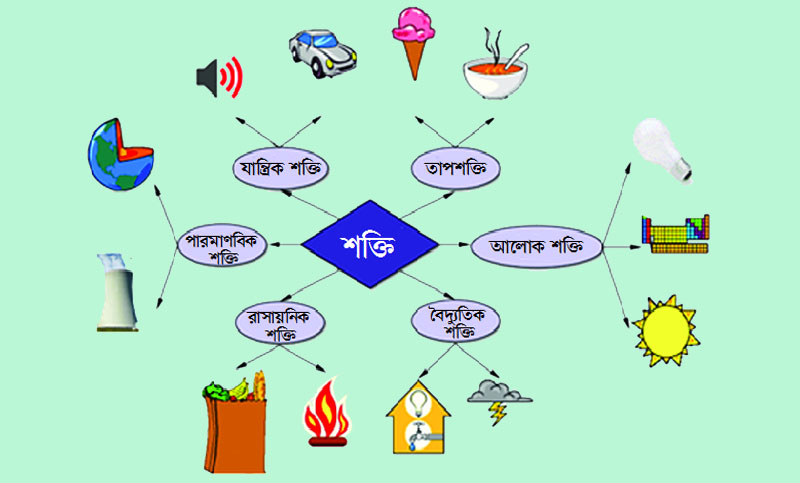 যান্ত্রিক শক্তি
তাপশক্তি
পারমাণবিক
শক্তি
শক্তি
আলোক শক্তি
রাসায়নিক
শক্তি
বৈদ্যুতিক
শক্তি